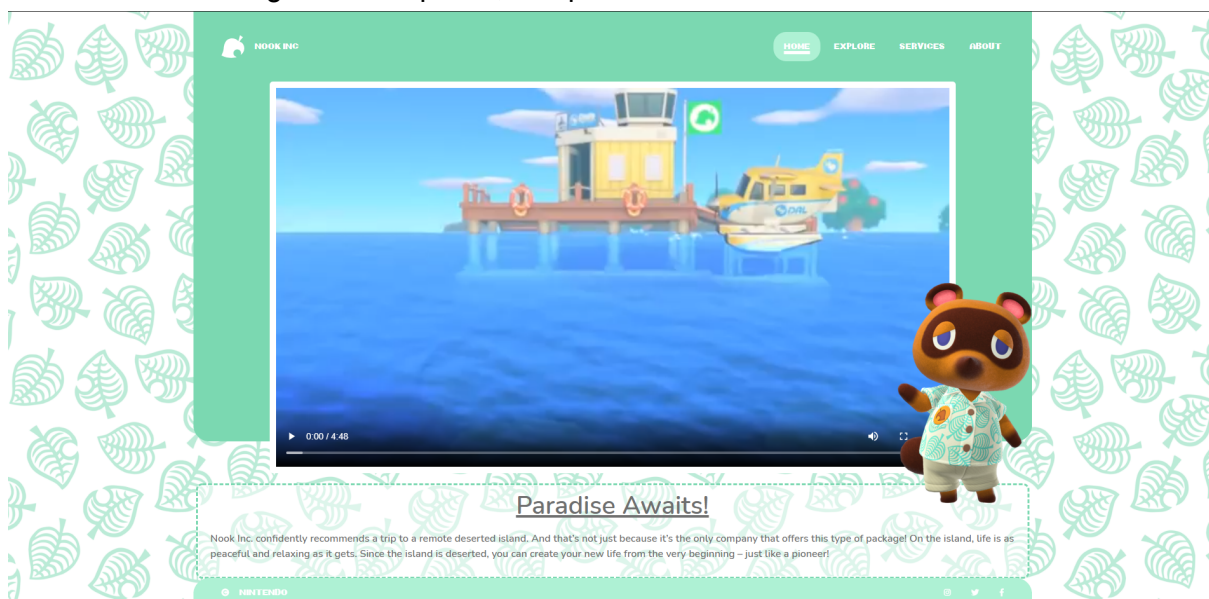 NOOK INC
HOME EXPLORE SERVICES ABOUT
DAL
0:00 / 4:48
Paradise Awaits!
Nook Inc. confidently recommends a trip to a remote deserted island. And that's not just because it's the only company that offers this type of package! On the island, life is as
peaceful and relaxing as it gets. Since the island is deserted, you can create your new life from the very beginning – just like a pioneer!
NINTENDO